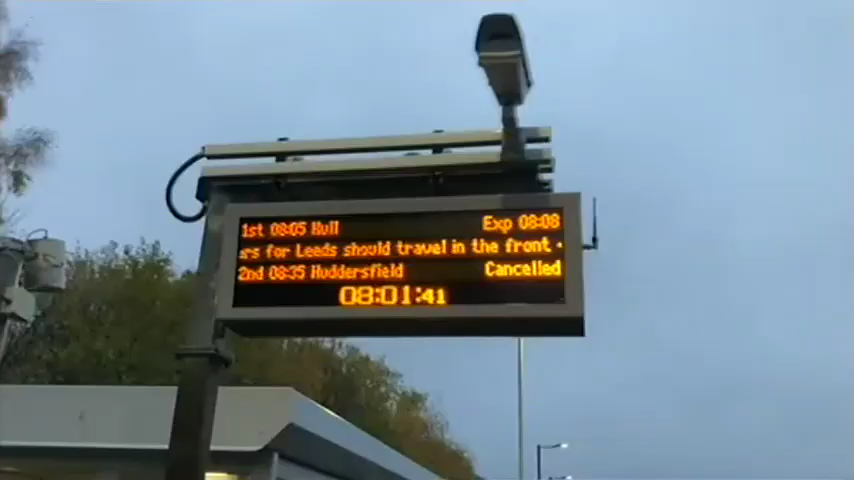 1st 08:05 Hull Exp 08:08
rs for Leeds should travel in the front
2nd 08:35 Huddersfield Cancelled
08:01:41